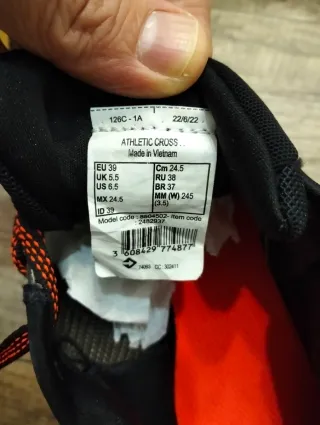 126C - 1A 22/6/22
ATHLETIC CROSS . .
Made in Vietnam
EU 39 Cm 24.5
UK 5.5 RU 38
US 6.5 BR 37
MX 24.5 MM (W) 245
(3.5)
ID 39
Model code : 8604502- Item code
: 2482937
3 608429 774877